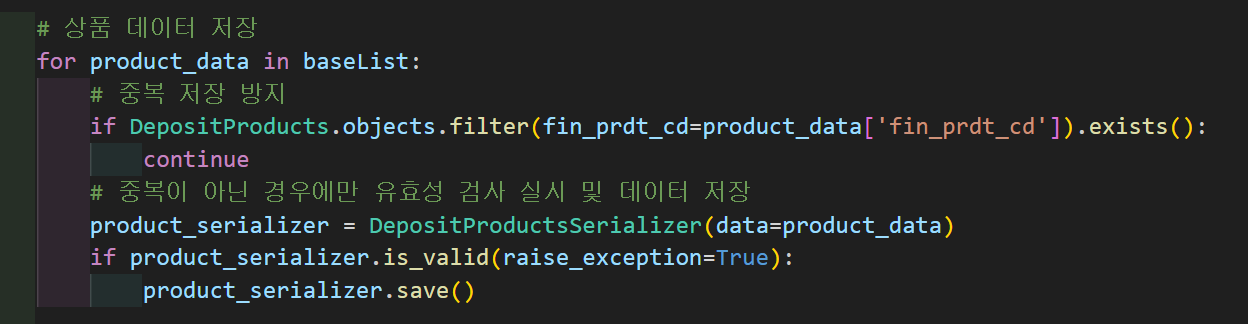 # 상품 데이터 저장
for product_data in baseList:
    # 중복 저장 방지
    if DepositProducts.objects.filter(fin_prdt_cd=product_data['fin_prdt_cd']).exists():
        continue
    # 중복이 아닌 경우에만 유효성 검사 실시 및 데이터 저장
    product_serializer = DepositProductsSerializer(data=product_data)
    if product_serializer.is_valid(raise_exception=True):
        product_serializer.save()